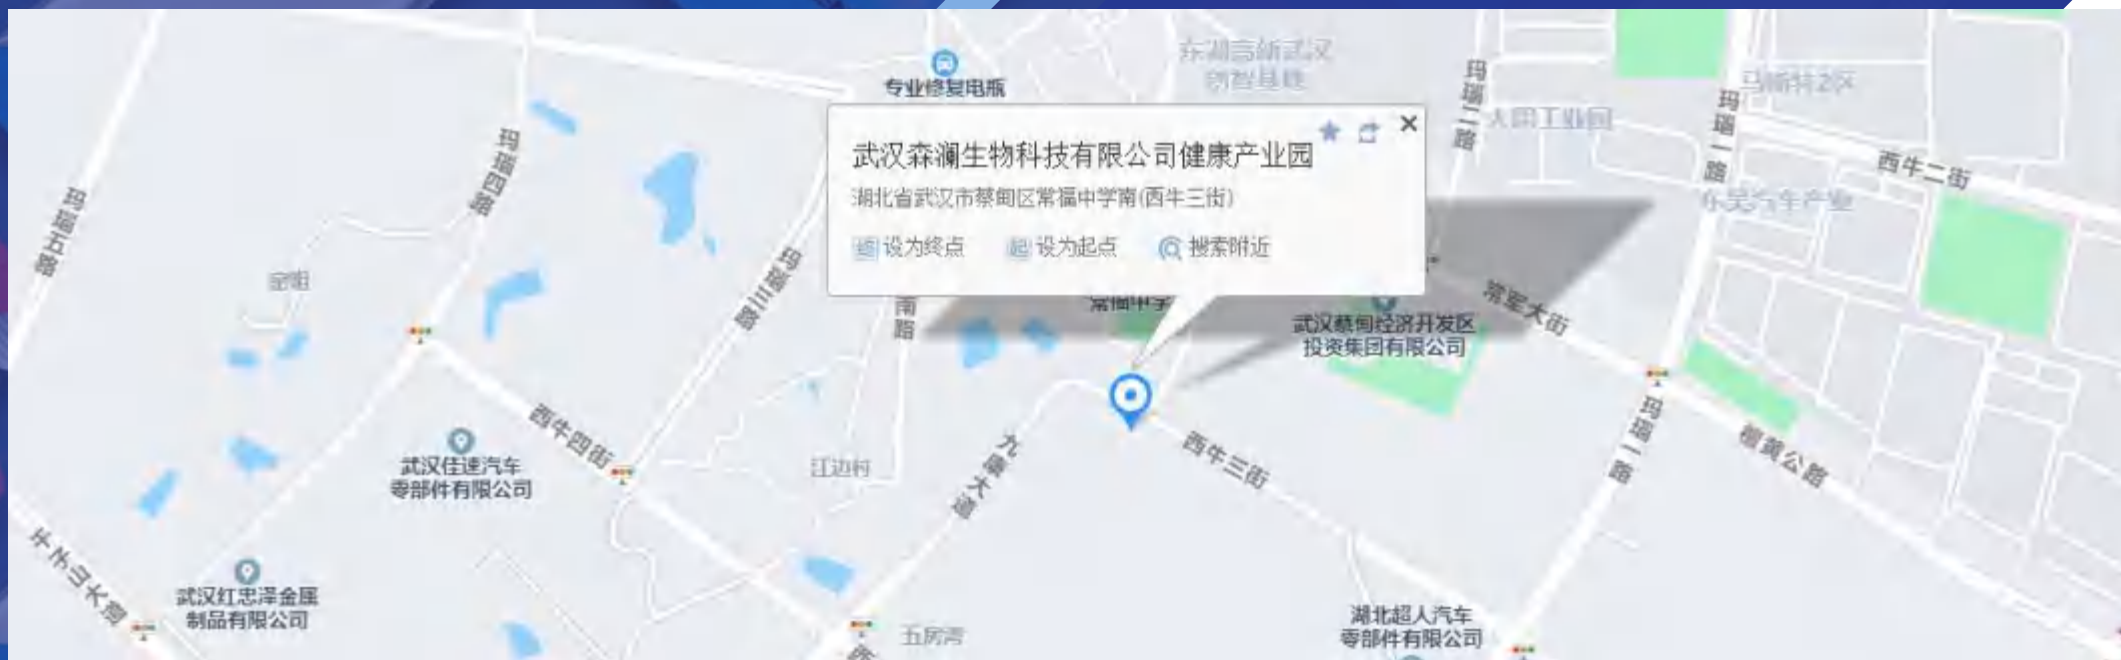 专业修复电瓶
武汉森澜生物科技有限公司健康产业园
湖北省武汉市蔡甸区常福中学南(西牛三街)
终 设为终点
起 设为起点
搜索附近
玛瑙二路
玛瑙一路
西牛二街
玛瑙四路
玛瑙五路
玛瑙三路
南路
常福中学
武汉蔡甸经济开发区
投资集团有限公司
常军大街
西牛四街
武汉佳速汽车
零部件有限公司
江边村
九康大道
西牛三街
玛瑙一路
武汉红忠泽金属
制品有限公司
五房湾
湖北超人汽车
零部件有限公司